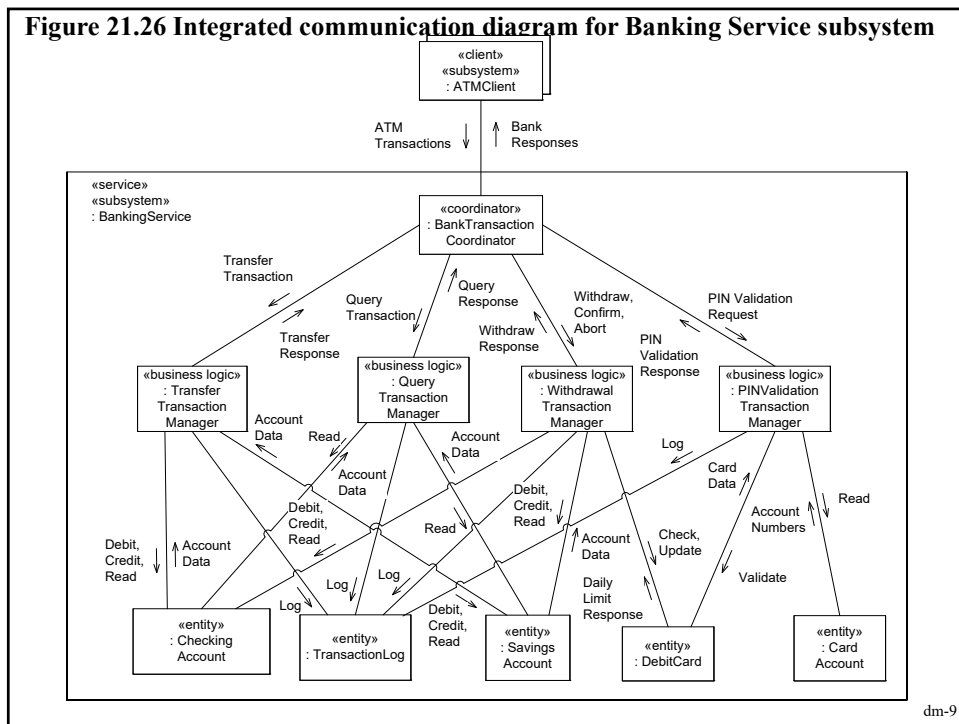 Figure 21.26 Integrated communication diagram for Banking Service subsystem
«client»
«subsystem»
: ATMClient
ATM
Transactions
Bank
Responses
«service»
«subsystem»
: BankingService
«coordinator»
: BankTransaction
Coordinator
Transfer
Transaction
Query
Transaction
Query
Response
Withdraw,
Confirm,
Abort
PIN Validation
Request
Transfer
Response
Withdraw
Response
PIN
Validation
Response
«business logic»
: Transfer
Transaction
Manager
«business logic»
: Query
Transaction
Manager
«business logic»
: Withdrawal
Transaction
Manager
«business logic»
: PINValidation
Transaction
Manager
Account
Data
Read
Account
Data
Account
Data
Log
Card
Data
Debit,
Credit,
Read
Debit,
Credit,
Read
Read
Read
Account
Numbers
Debit,
Credit,
Read
Account
Data
Account
Data
Check,
Update
Log
Log
Log
Debit,
Credit,
Read
Daily
Limit
Response
Validate
«entity»
: Checking
Account
«entity»
: TransactionLog
«entity»
: Savings
Account
«entity»
: DebitCard
«entity»
: Card
Account
dm-9